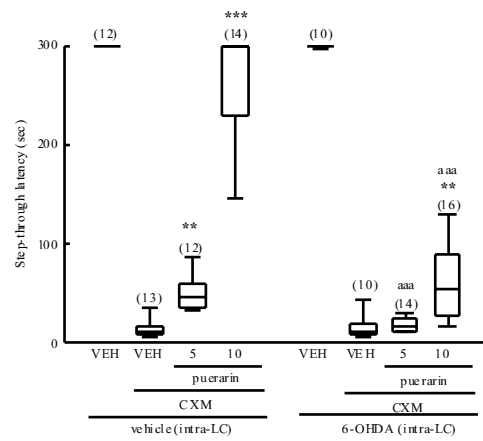 ***
300 (12) (14) (10)
200
aaa
** **
100 (12) (16)
(13) (10) aaa
(14)
0
Step-through latency (sec)
VEH VEH 5 10 VEH VEH 5 10
puerarin puerarin
CXM CXM
vehicle (intra-LC) 6-OHDA (intra-LC)